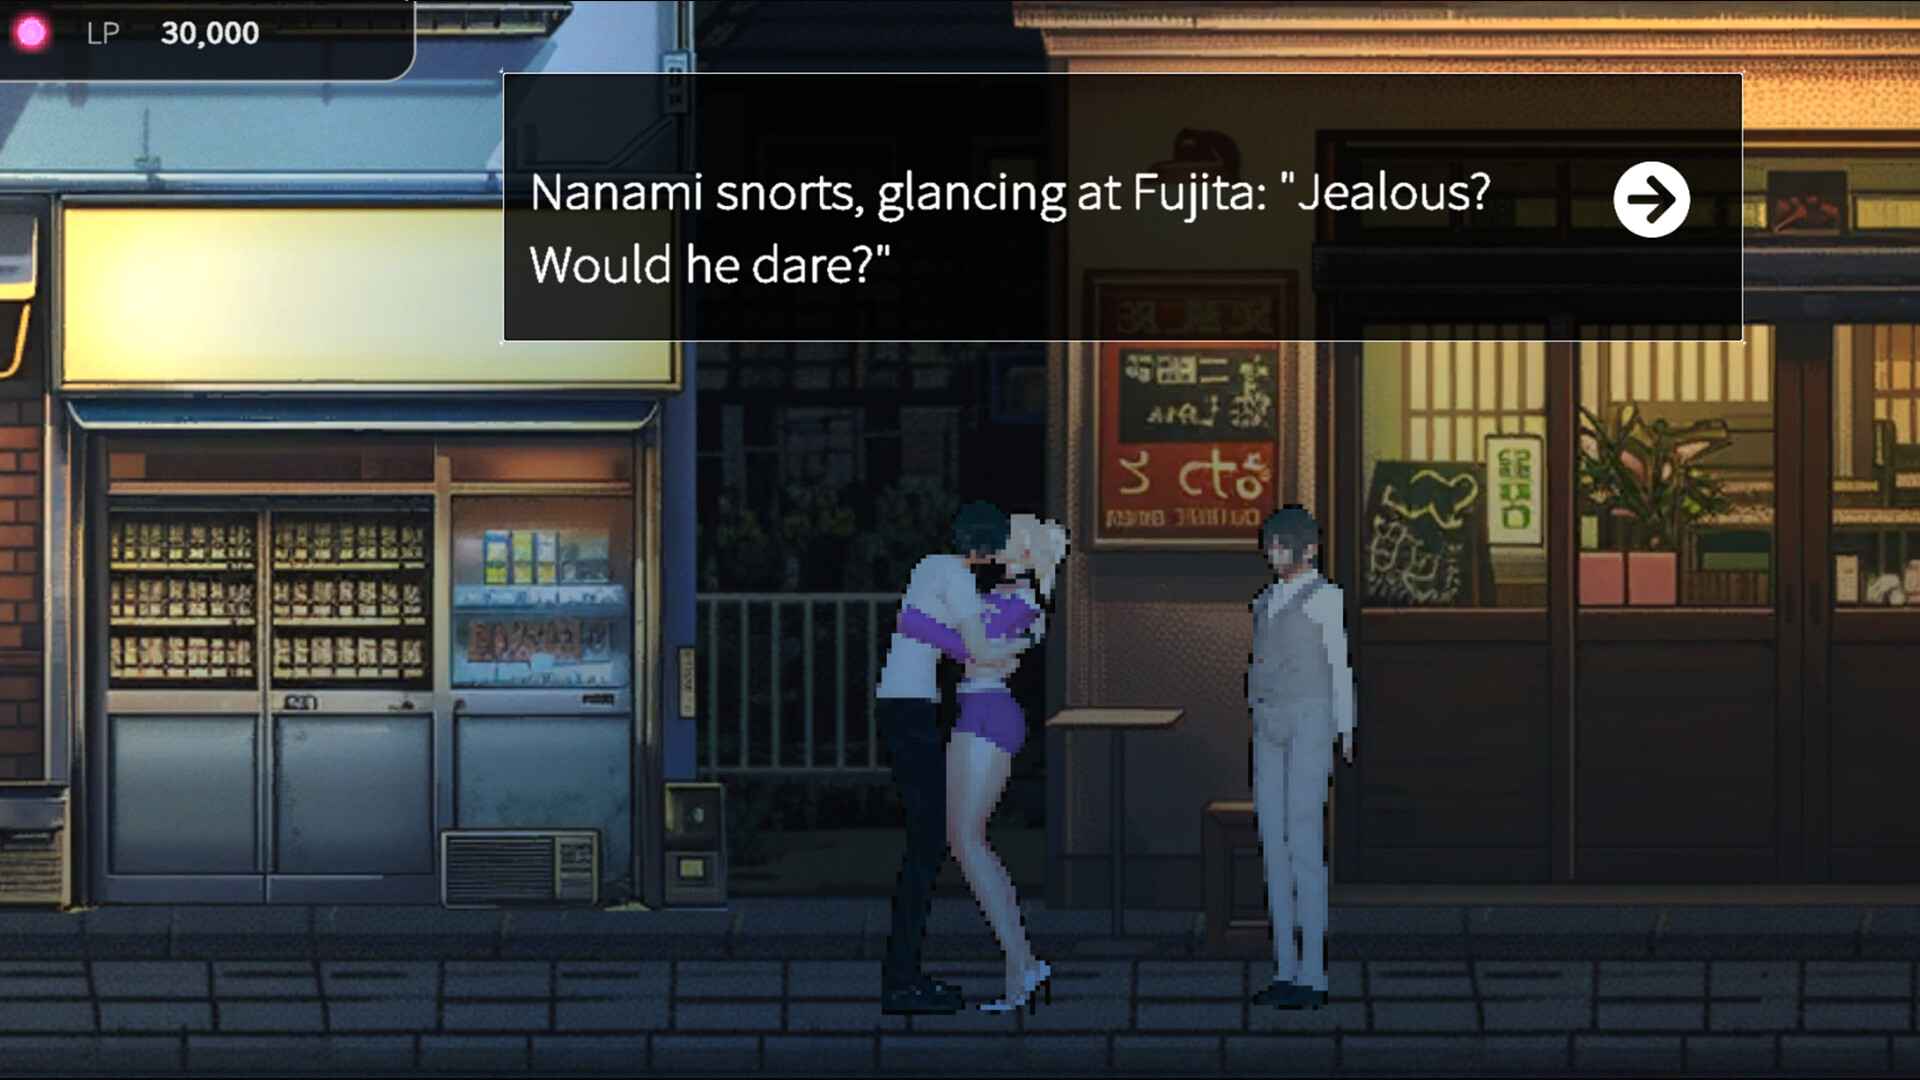 LP 30,000
Nanami snorts, glancing at Fujita: "Jealous?
Would he dare?"